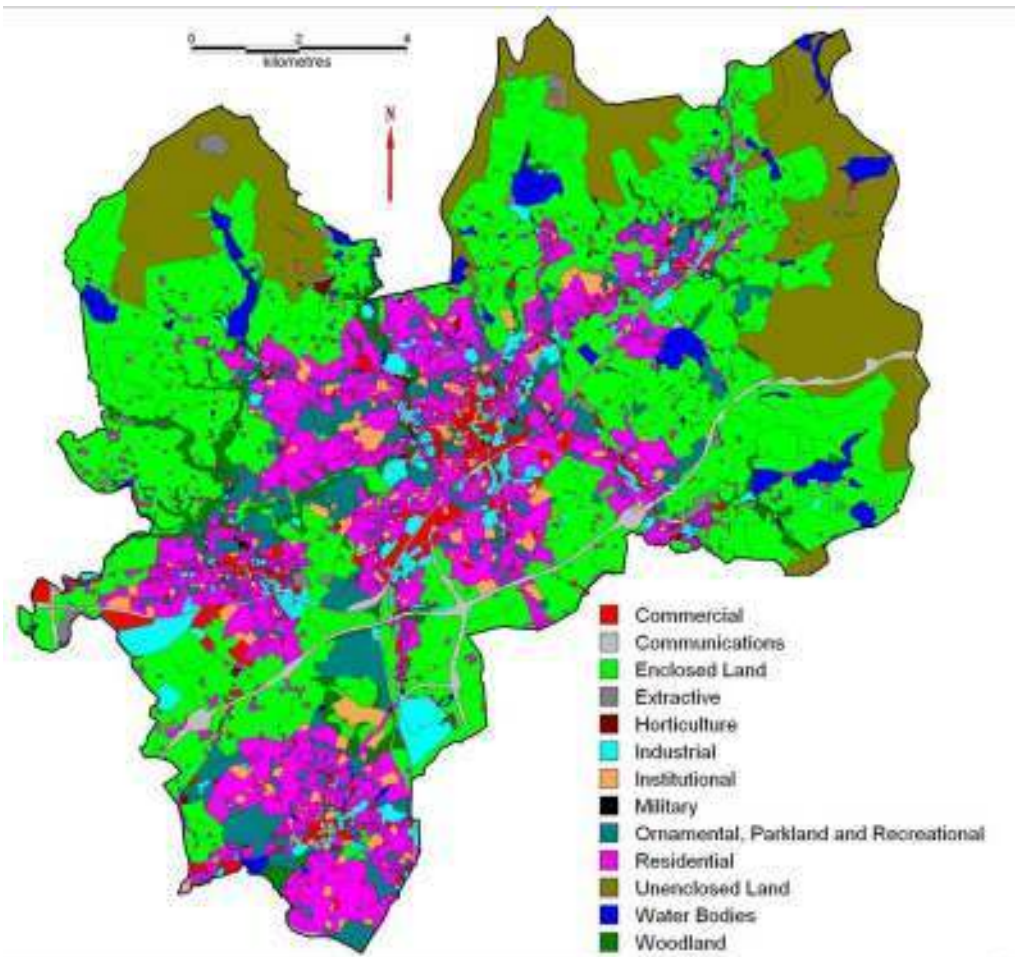 0 2 4
kilometres
N
Commercial
Communications
Enclosed Land
Extractive
Horticulture
Industrial
Institutional
Military
Ornamental, Parkland and Recreational
Residential
Unenclosed Land
Water Bodies
Woodland